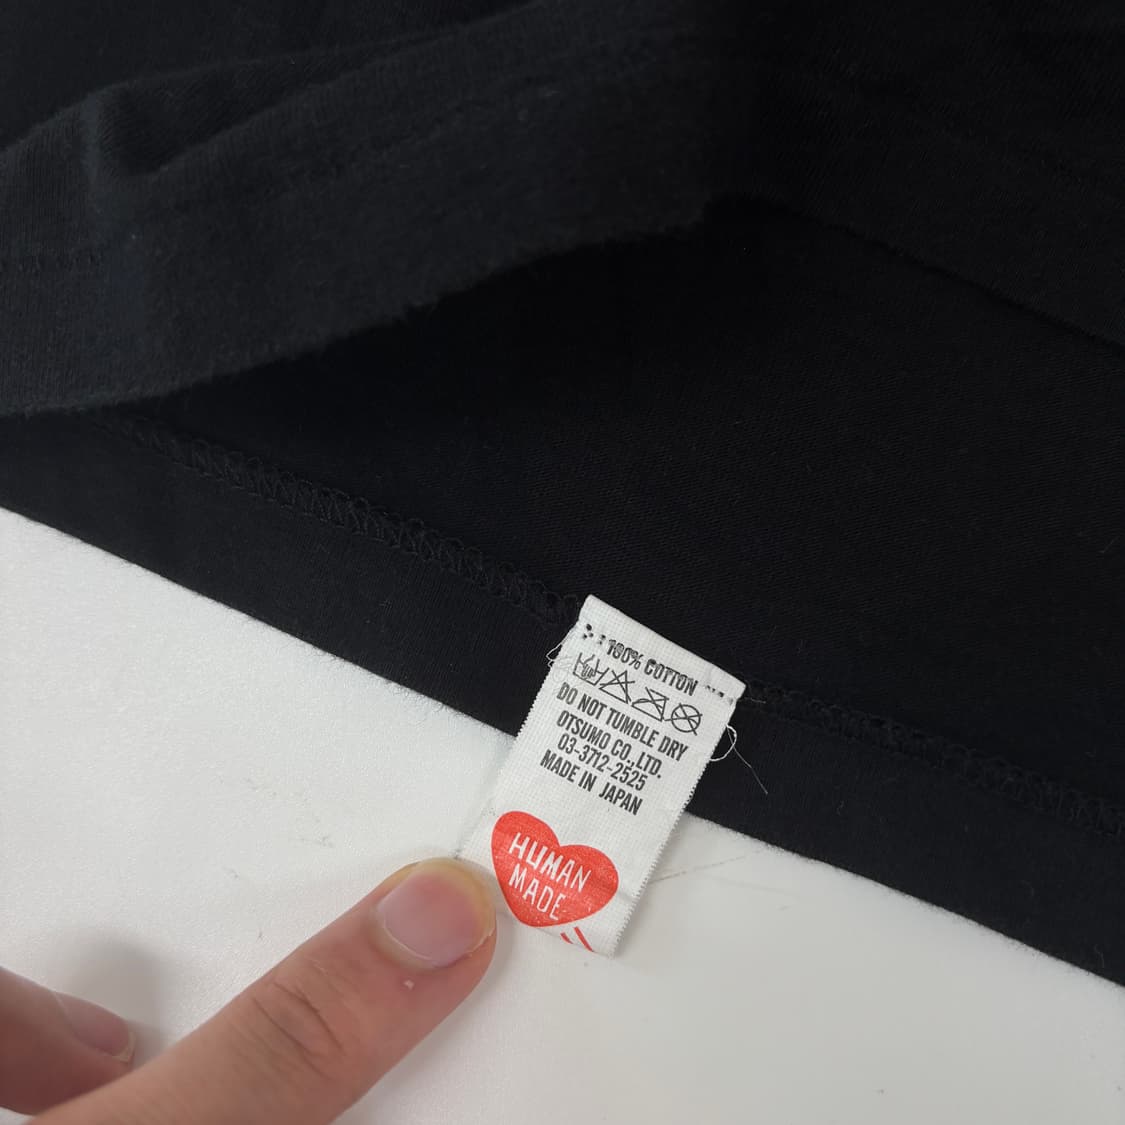 100% COTTON
DO NOT TUMBLE DRY
OTSUMO CO.,LTD.
03-3712-2525
MADE IN JAPAN
HUMAN
MADE